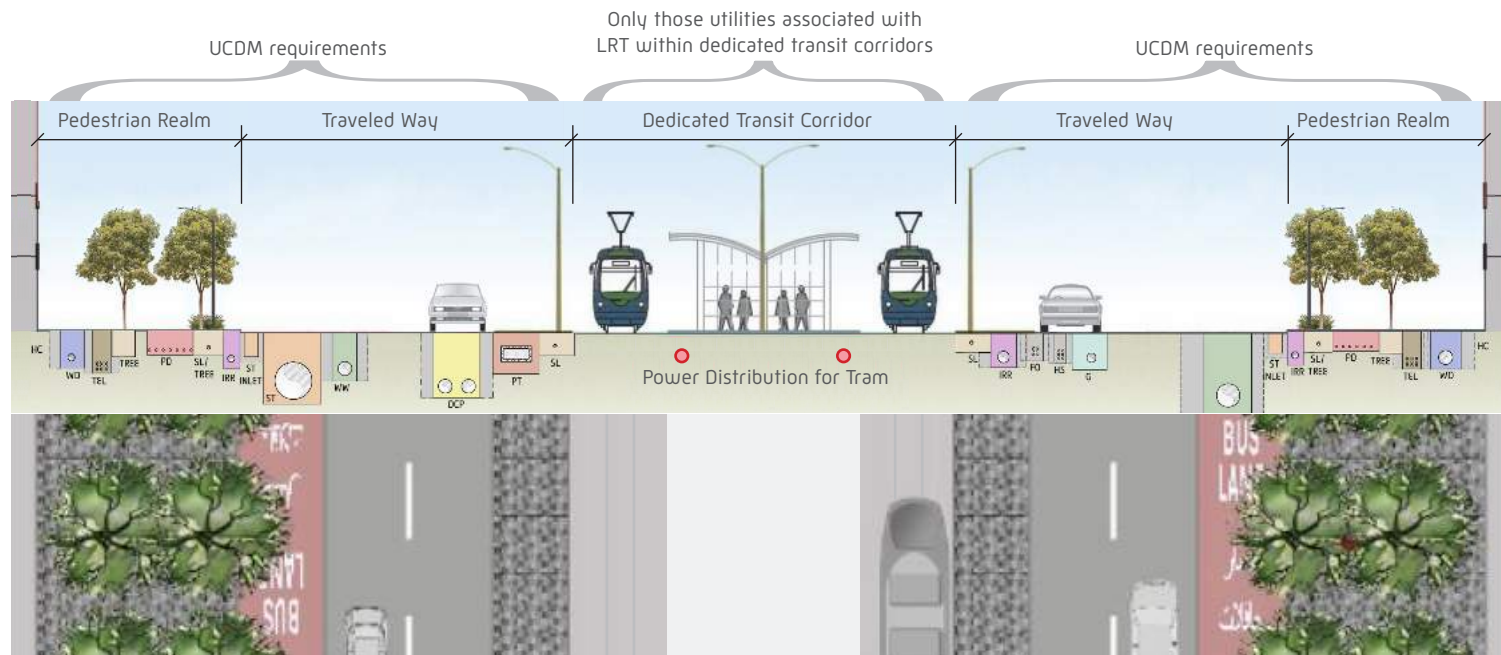 Only those utilities associated with
LRT within dedicated transit corridors
UCDM requirements
UCDM requirements
Pedestrian Realm
Traveled Way
Dedicated Transit Corridor
Traveled Way
Pedestrian Realm
HC
WD
TEL
TREE
PD
SL/
TREE
IRR
ST
INLET
ST
WW
DCP
PT
SL
Power Distribution for Tram
SL
IRR
FO
HS
G
ST
INLET
IRR
SL/
TREE
PD
TREE
TEL
WD
HC
BUS
LANE
LANE
BUS